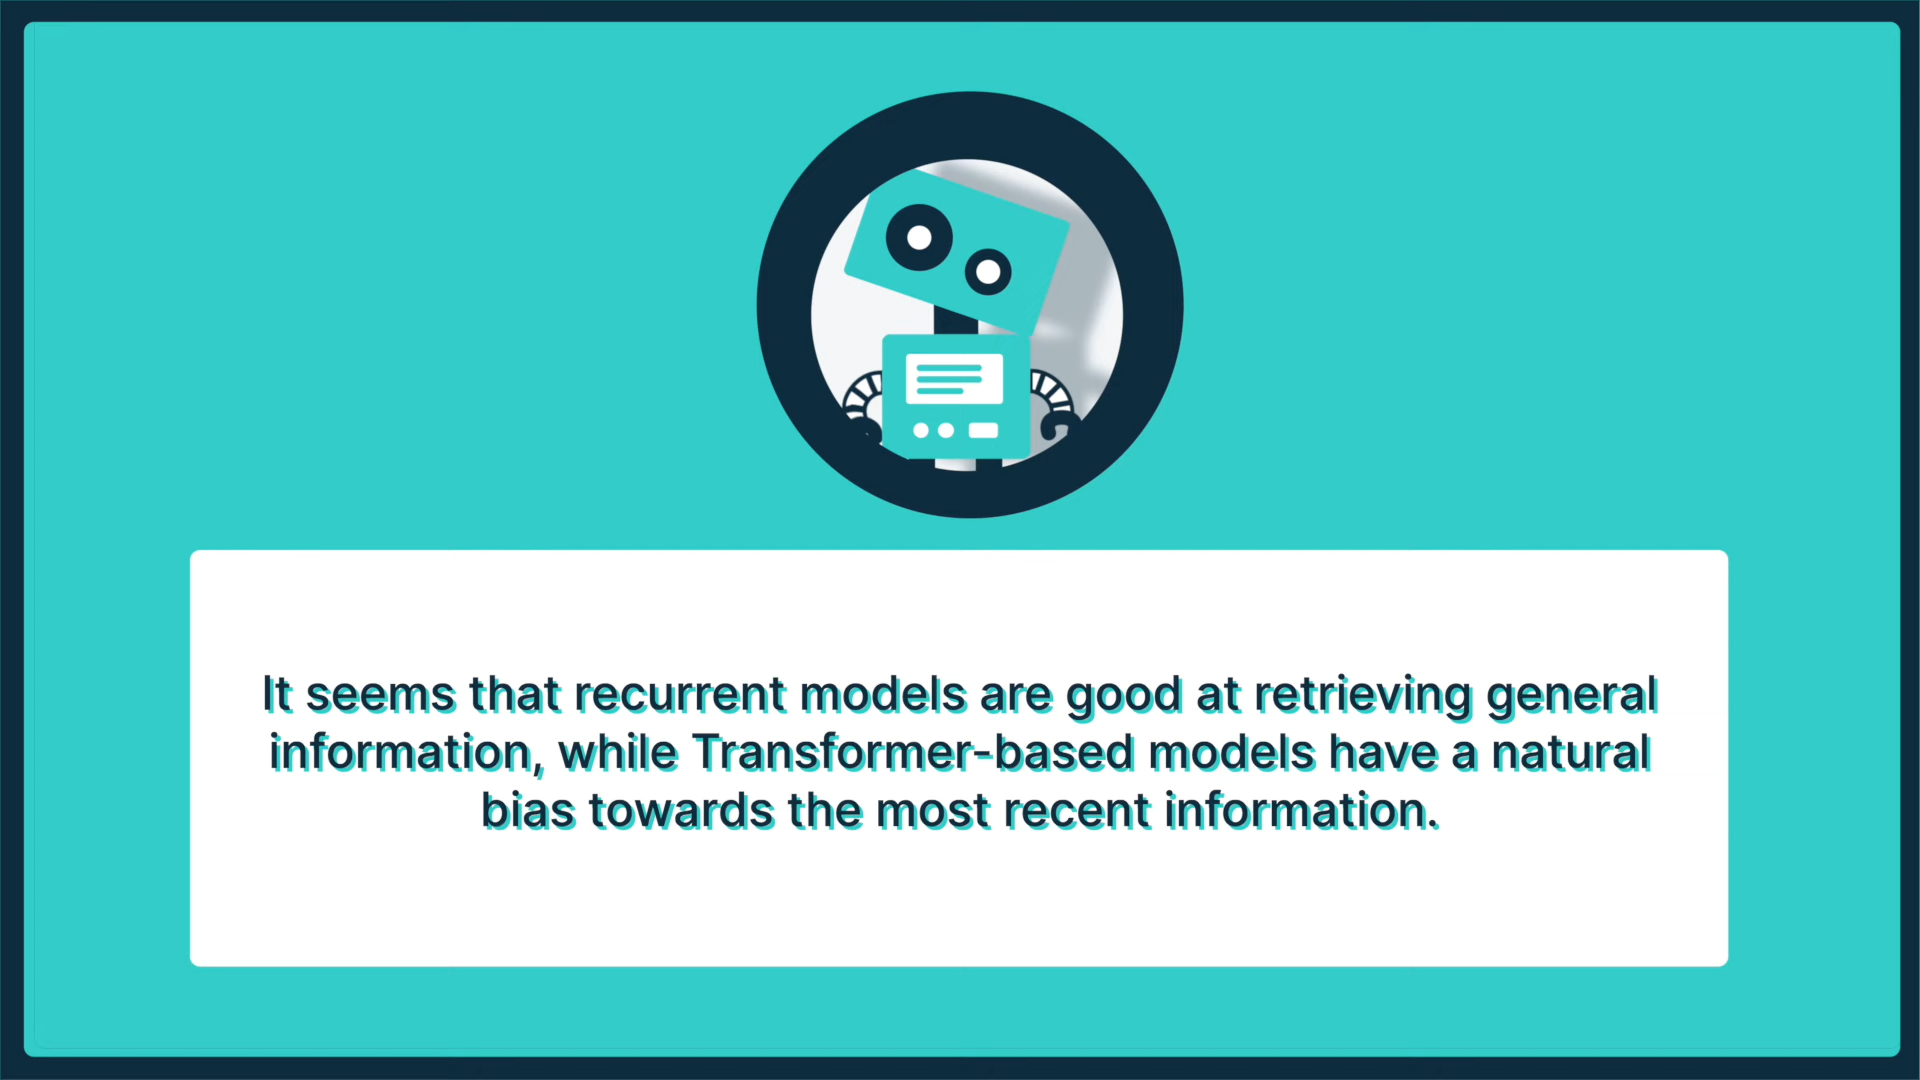 It seems that recurrent models are good at retrieving general
information, while Transformer-based models have a natural
bias towards the most recent information.